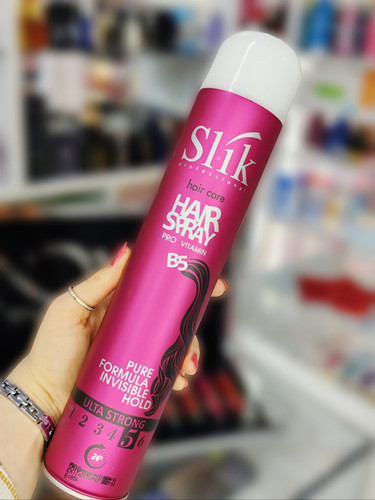 Slik
professional
hair care
HAIR
SPRAY
PRO VITAMIN
B5
PURE
FORMULA
INVISIBLE
HOLD
ULTA STRONG
1 2 3 4 5 6
24